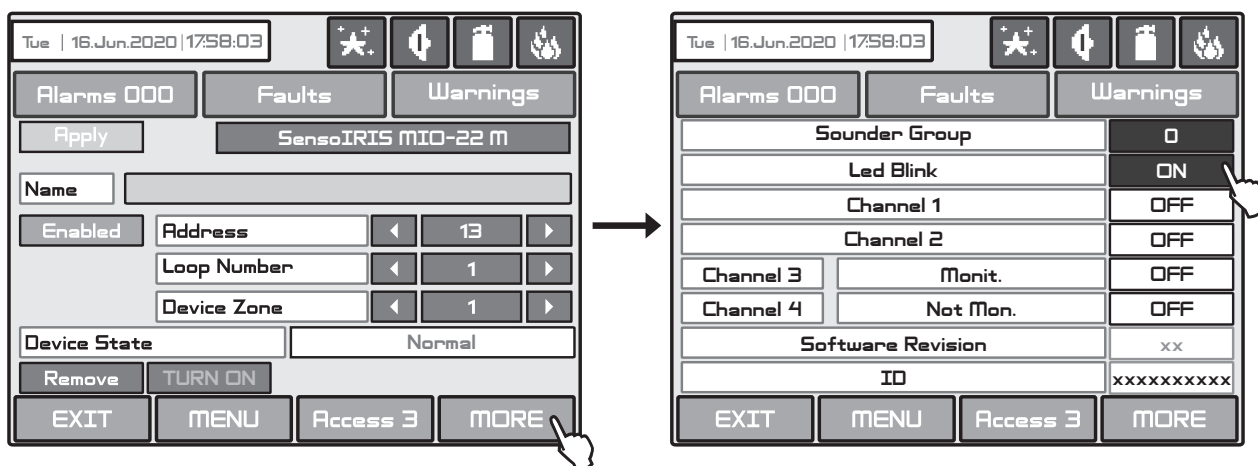 Tue | 16.Jun.2020 | 17:58:03
Alarms 000 Faults Warnings
Apply SensoIRIS MIO-22 M
Name
Enabled Address 13
Loop Number 1
Device Zone 1
Device State Normal
Remove TURN ON
EXIT MENU Access 3 MORE
Tue | 16.Jun.2020 | 17:58:03
Alarms 000 Faults Warnings
Sounder Group 0
Led Blink ON
Channel 1 OFF
Channel 2 OFF
Channel 3 Monit. OFF
Channel 4 Not Mon. OFF
Software Revision xx
ID xxxxxxxxxx
EXIT MENU Access 3 MORE